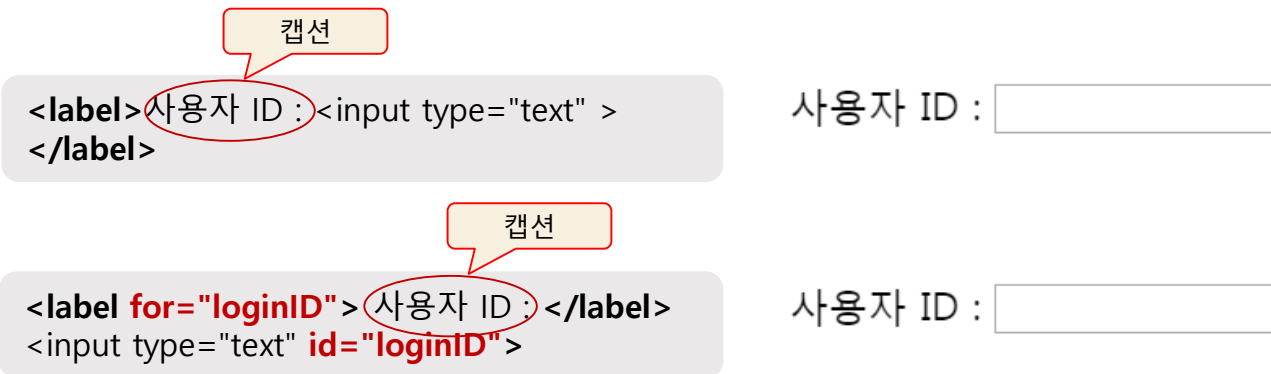 캡션
<label>사용자 ID : <input type="text" >
</label>
사용자 ID :
캡션
<label for="loginID"> 사용자 ID : </label>
<input type="text" id="loginID">
사용자 ID :